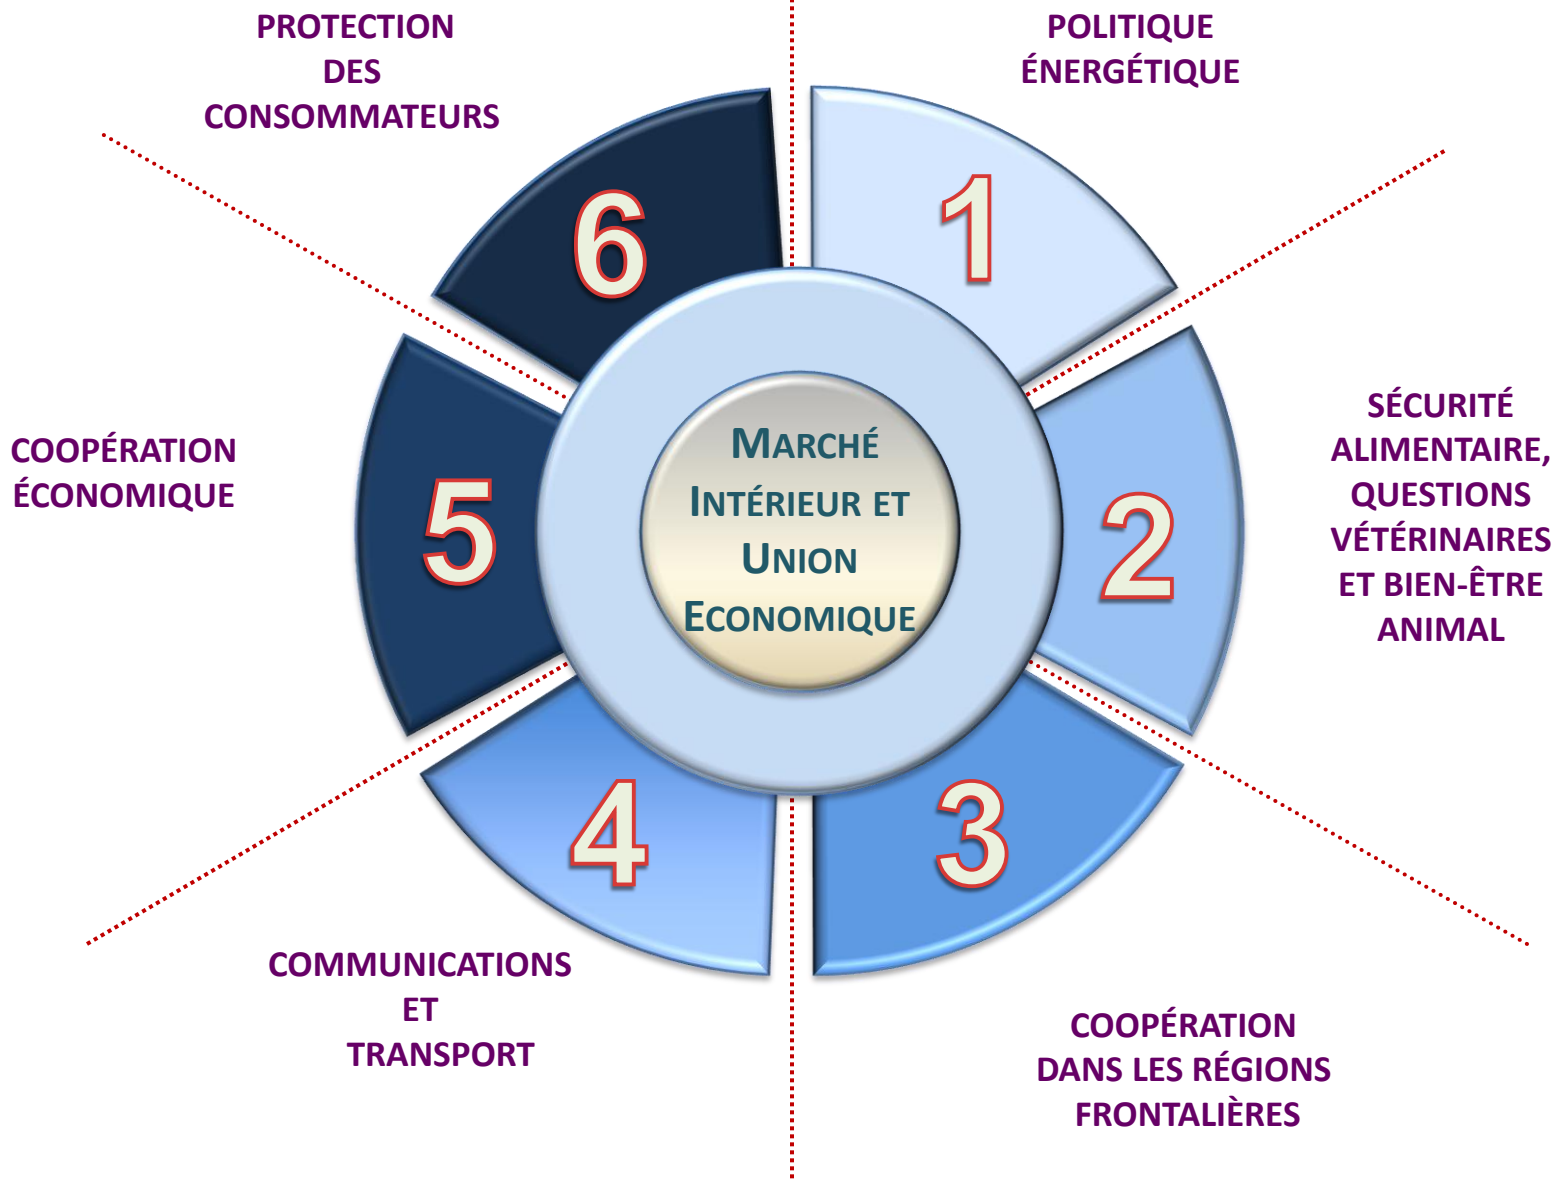 PROTECTION
DES
CONSOMMATEURS
POLITIQUE
ÉNERGÉTIQUE
6
1
COOPÉRATION
ÉCONOMIQUE
5
MARCHÉ
INTÉRIEUR ET
UNION
ECONOMIQUE
2
SÉCURITÉ
ALIMENTAIRE,
QUESTIONS
VÉTÉRINAIRES
ET BIEN-ÊTRE
ANIMAL
4
3
COMMUNICATIONS
ET
TRANSPORT
COOPÉRATION
DANS LES RÉGIONS
FRONTALIÈRES